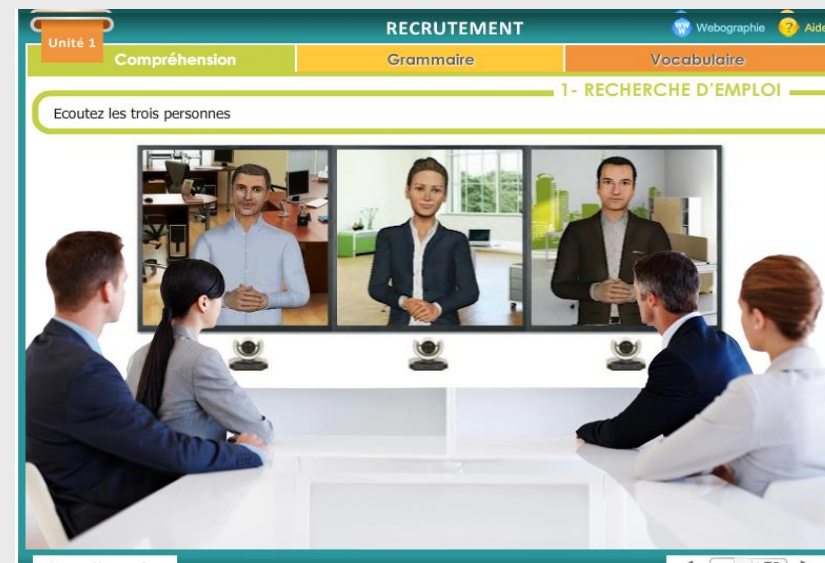 RECRUTEMENT
Webographie
? Aide
Unité 1
Compréhension
Grammaire
Vocabulaire
1- RECHERCHE D'EMPLOI
Ecoutez les trois personnes